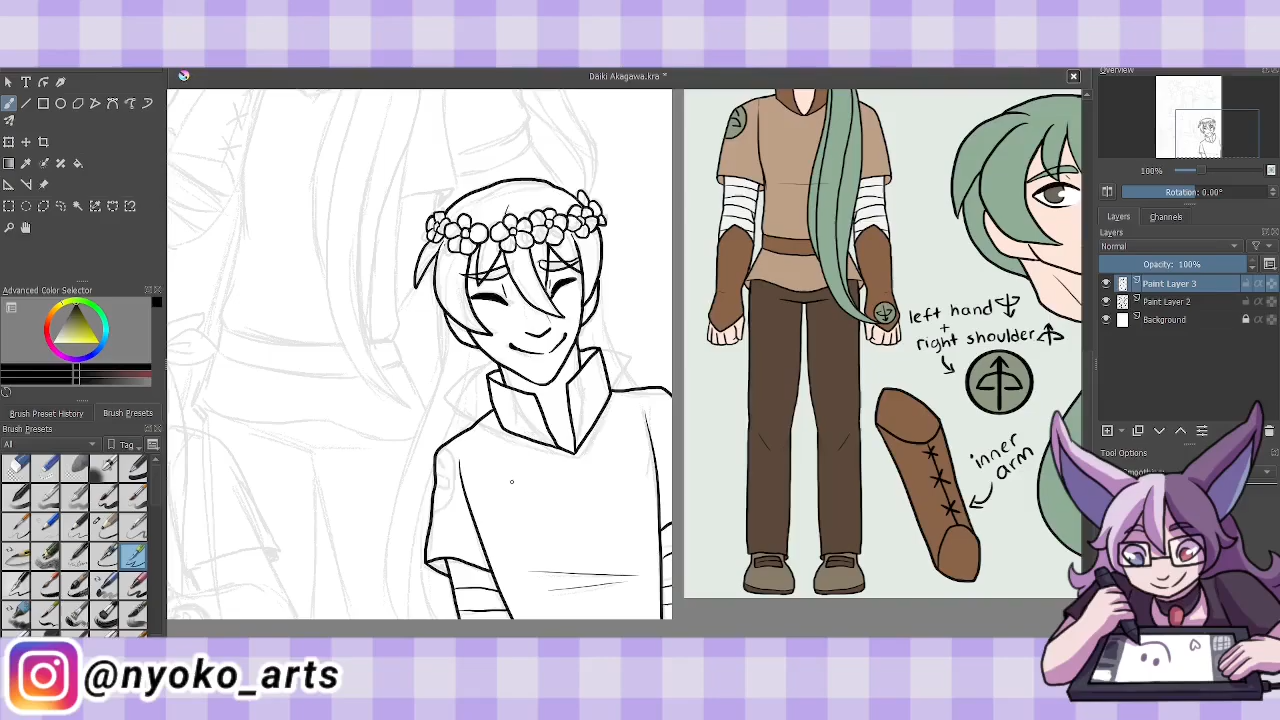 Daiki Akagawa.kra *
Overview
100%
Rotation: 0.00°
Layers
Channels
Layers
Normal
Opacity: 100%
Paint Layer 3
Paint Layer 2
Background
Tool Options
Advanced Color Selector
Brush Preset History
Brush Presets
Brush Presets
All
Tag
left hand
+
right shoulder
inner
arm
@nyoko_arts